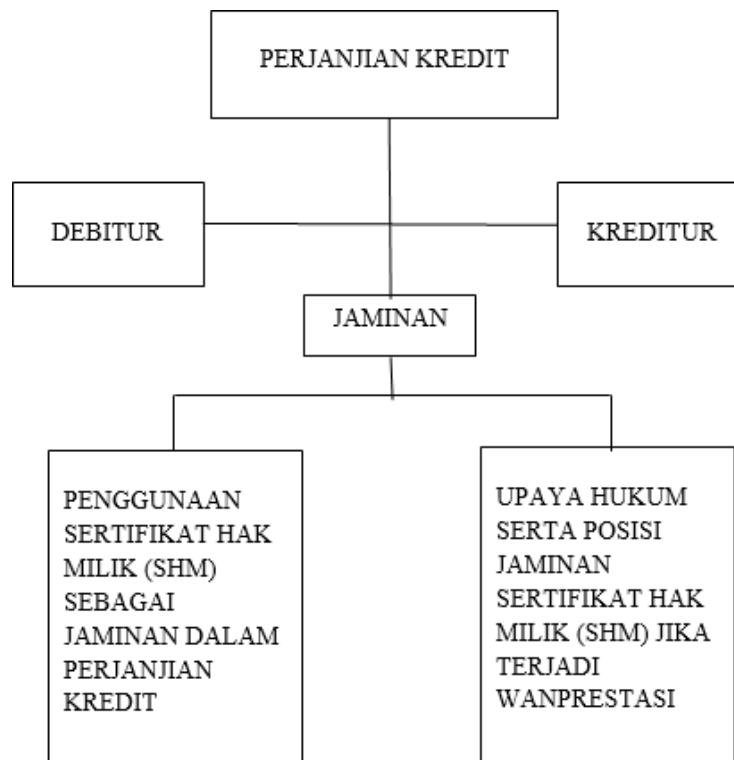 PERJANJIAN KREDIT
DEBITUR
KREDITUR
JAMINAN
PENGGUNAAN
SERTIFIKAT HAK
MILIK (SHM)
SEBAGAI
JAMINAN DALAM
PERJANJIAN
KREDIT
UPAYA HUKUM
SERTA POSISI
JAMINAN
SERTIFIKAT HAK
MILIK (SHM) JIKA
TERJADI
WANPRESTASI